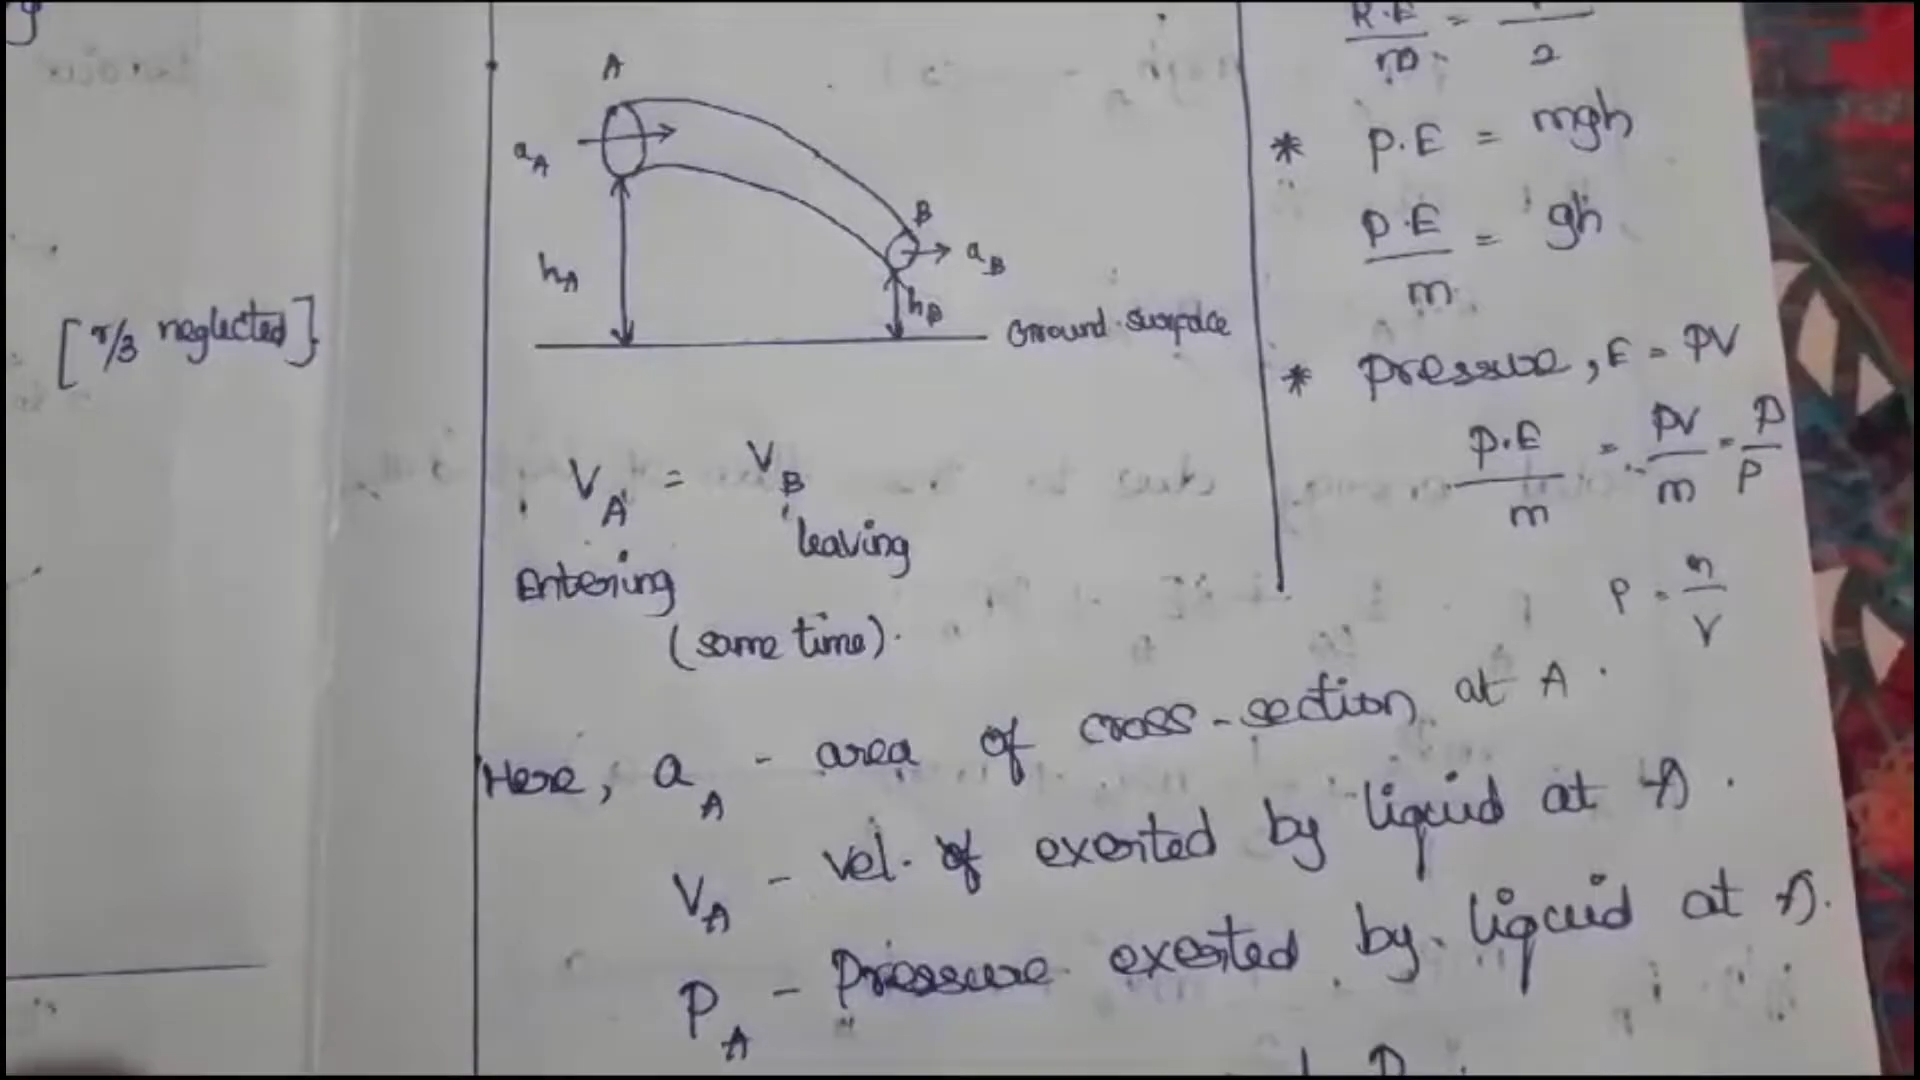 [r/3 neglected]
A
aA
hA
B
aB
hB
Ground surface
VA = VB
Entering
leaving
(same time).
K.E/m = 2
* P.E = mgh
P.E/m = gh
* Pressure, E = PV
P.E/m = PV/m = P/ρ
ρ = m/V
Here, aA - area of cross-section at A.
VA - vel. of exerted by liquid at A.
PA - Pressure exerted by liquid at A.